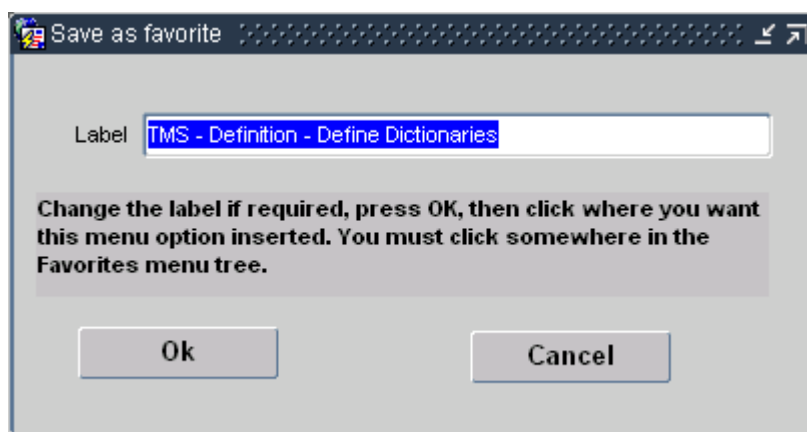 Save as favorite
Label TMS - Definition - Define Dictionaries
Change the label if required, press OK, then click where you want
this menu option inserted. You must click somewhere in the
Favorites menu tree.
Ok Cancel